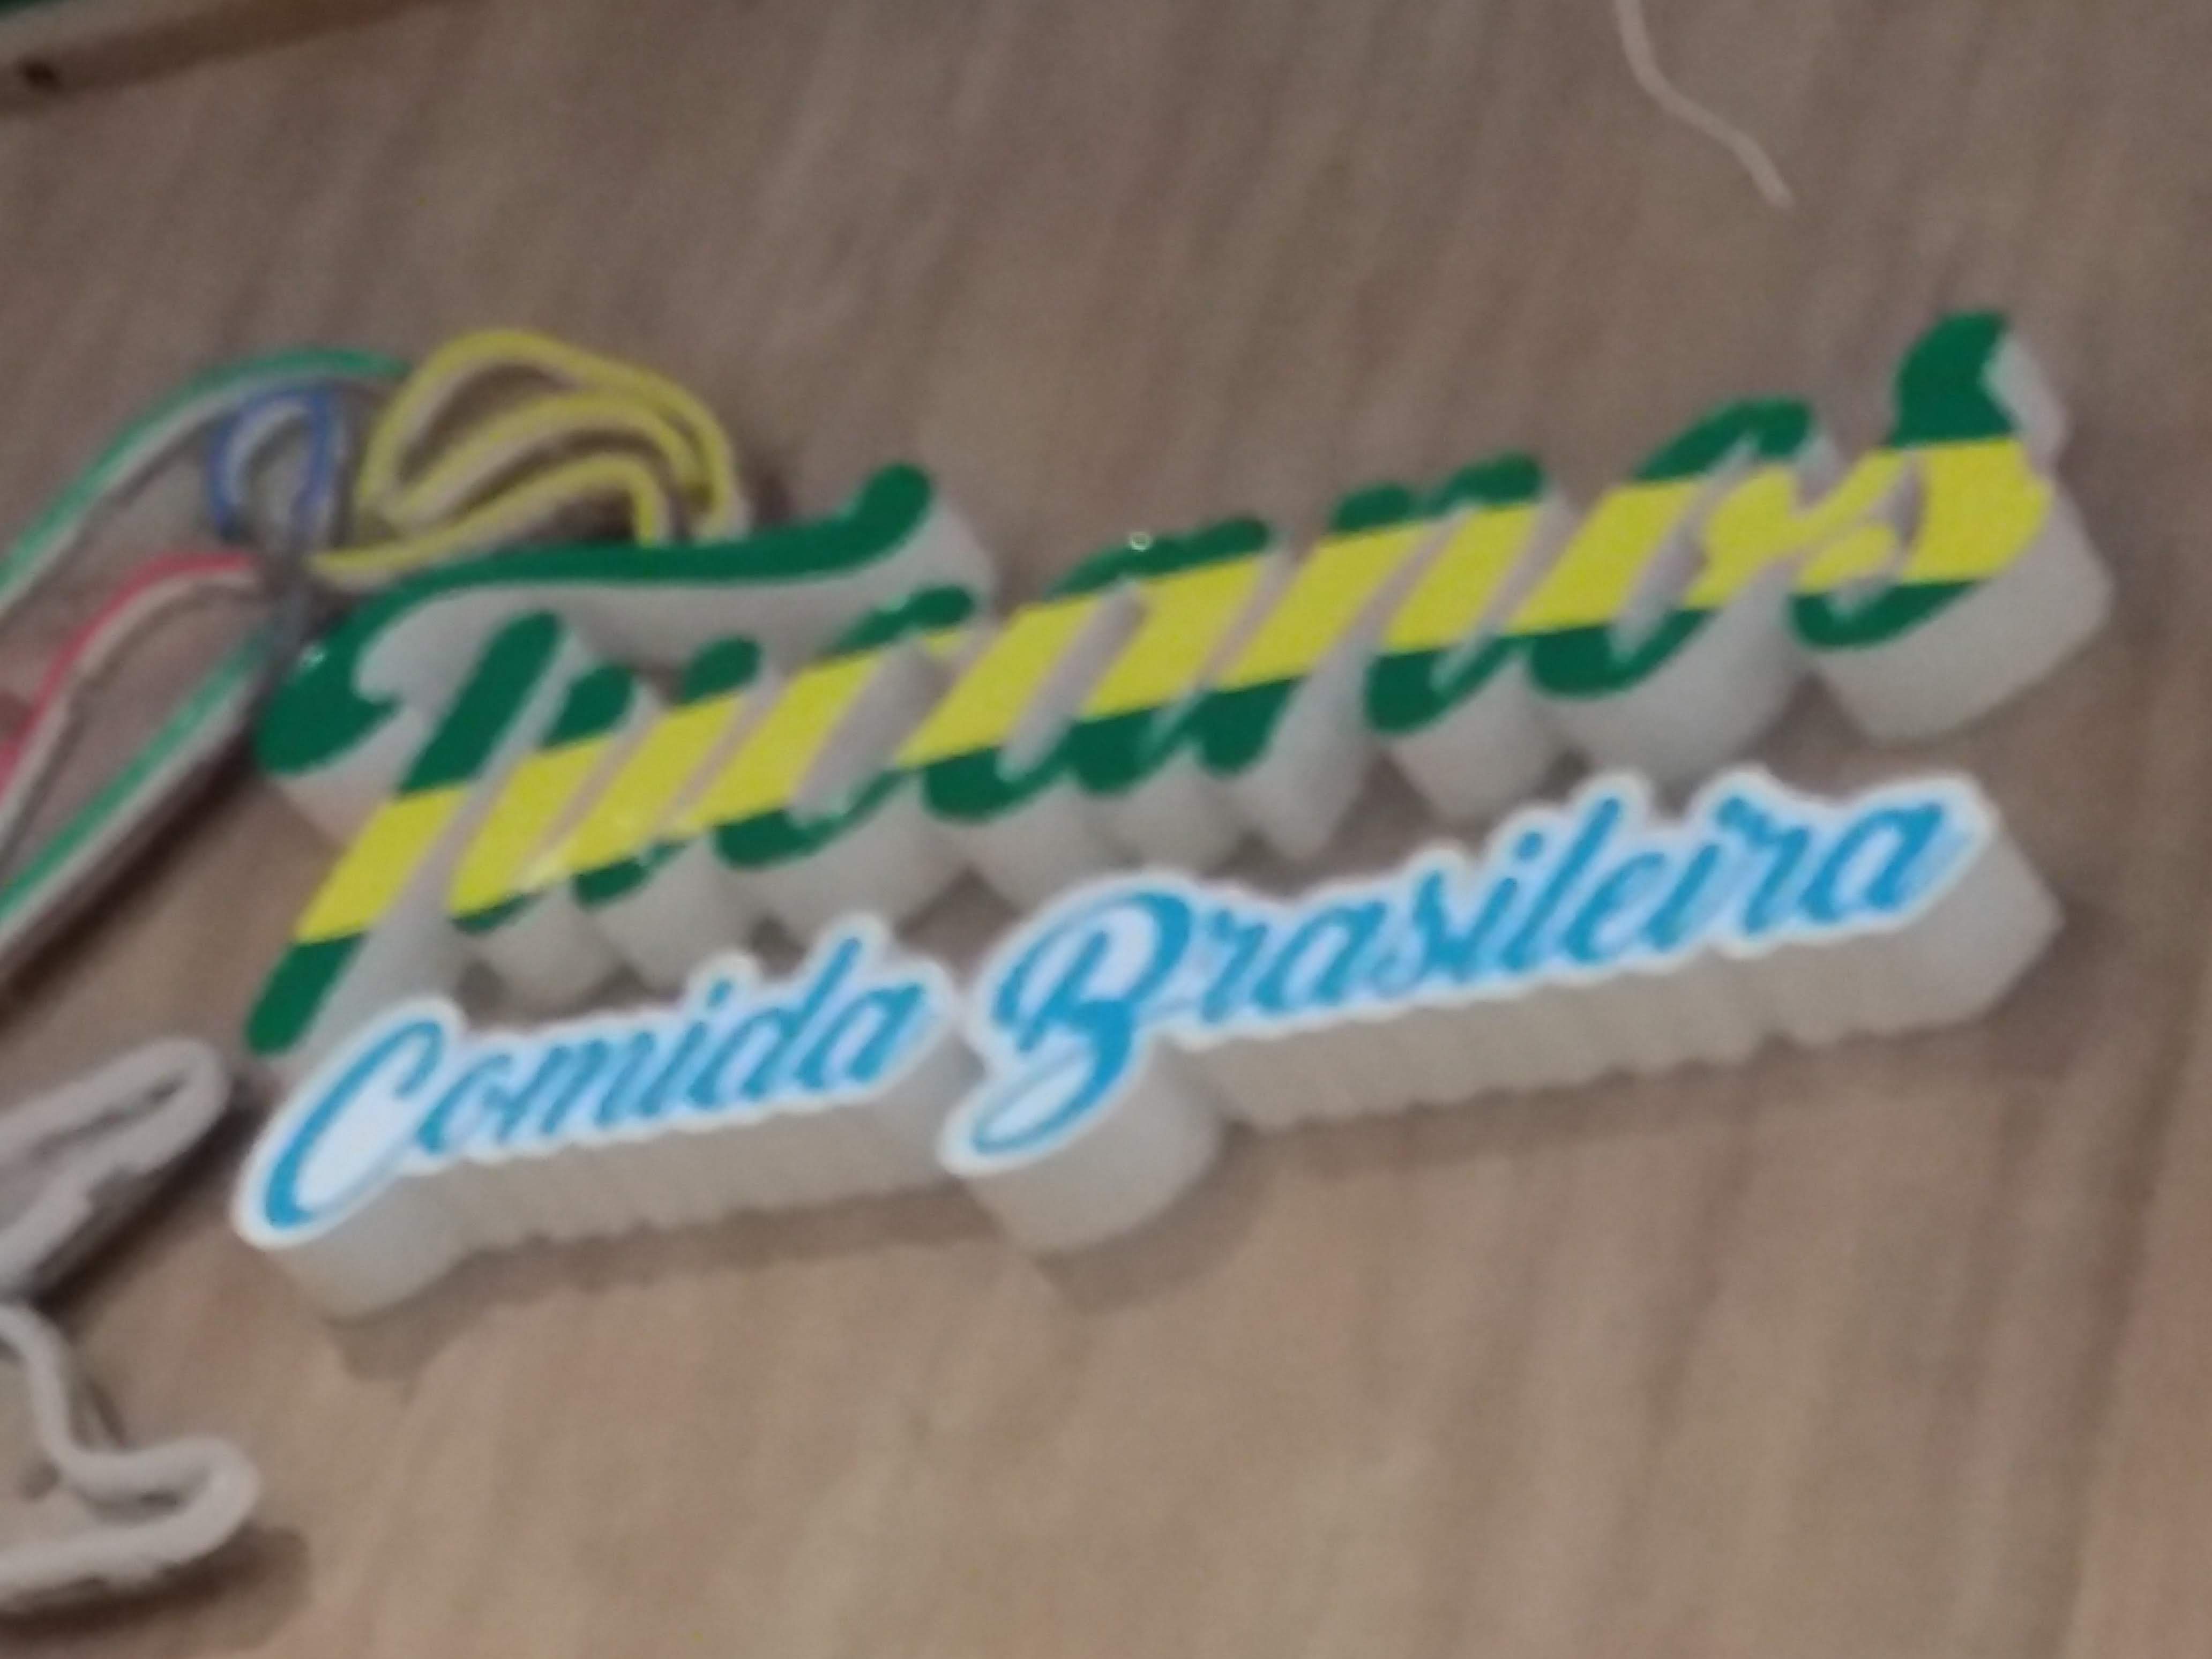 Tucanos
Comida Brasileira